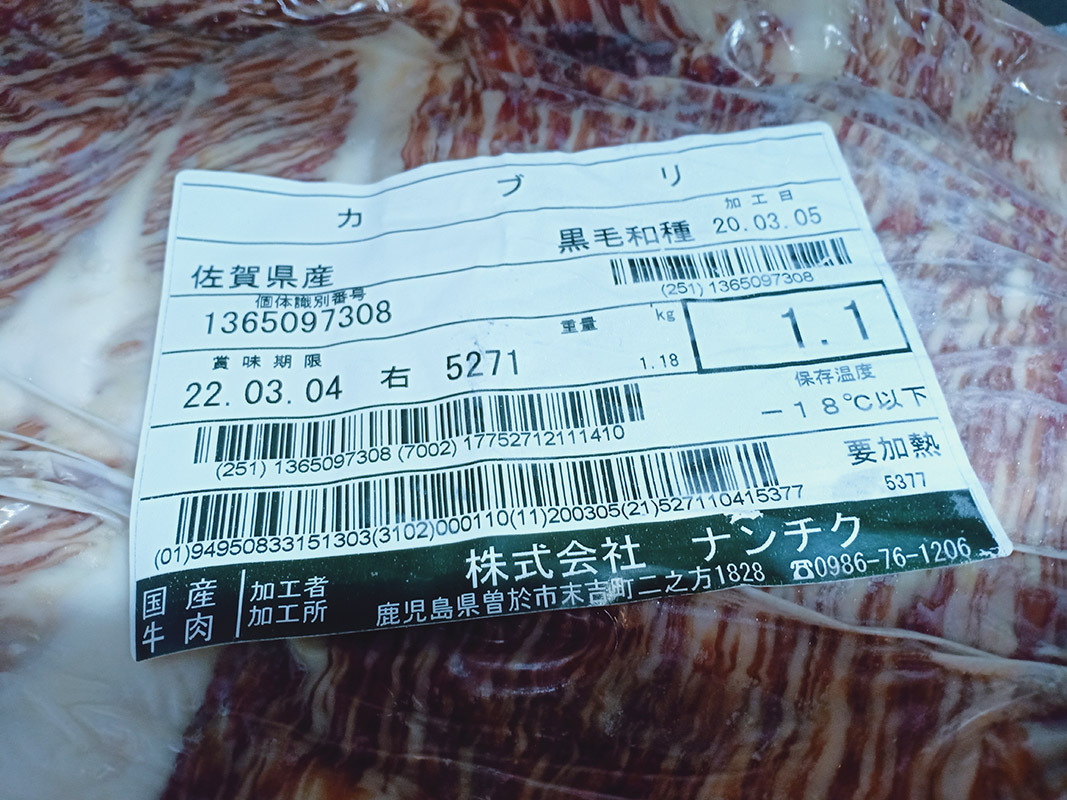 カブリ
佐賀県産 黒毛和種 加工日 20.03.05
(251) 1365097308
個体識別番号
1365097308
賞味期限
22.03.04 右 5271
重量 kg 1.1
1.18
保存温度
-18℃以下
(251) 1365097308 (7002) 17752712111410
要加熱
5377
(01)94950833151303(3102)000110(11)200305(21)527110415377
株式会社 ナンチク
国産牛肉 加工者 加工所
鹿児島県曽於市末吉町二之方1828 ☎0986-76-1206